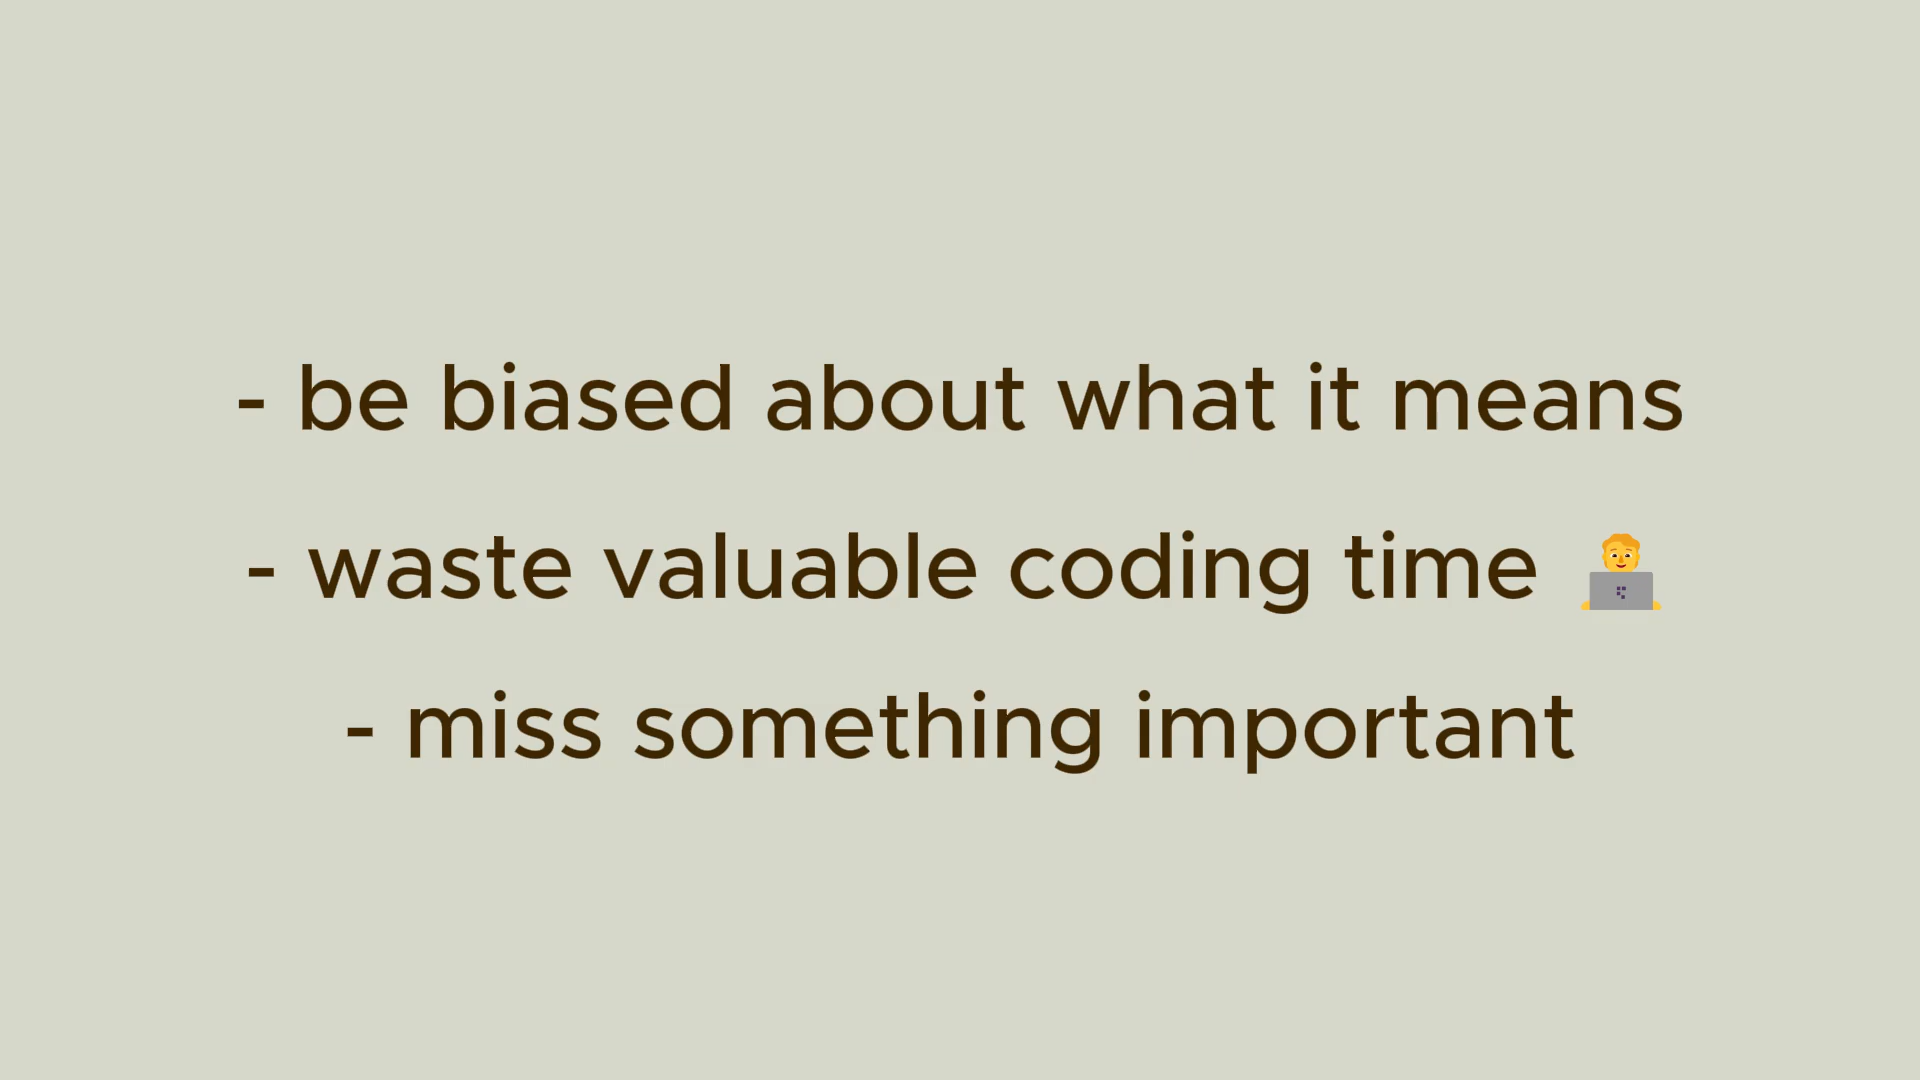 - be biased about what it means
- waste valuable coding time 🧑‍💻
- miss something important